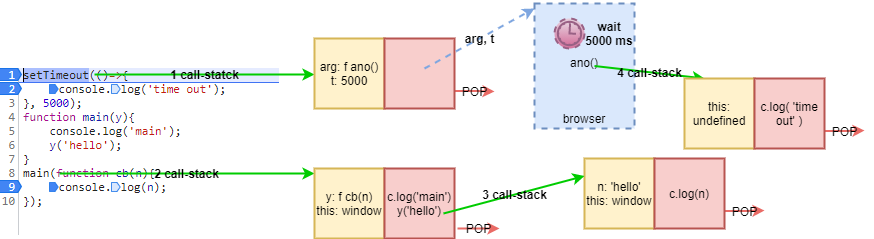 1 setTimeout(()=>{
2 console.log('time out');
3 }, 5000);
4 function main(y){
5 console.log('main');
6 y('hello');
7 }
8 main(function cb(n){
9 console.log(n);
10 });
1 call-statck
arg: f ano()
t: 5000
POP
arg, t
wait
5000 ms
ano()
browser
4 call-stack
this:
undefined
c.log( 'time
out' )
POP
2 call-stack
y: f cb(n)
this: window
c.log('main')
y('hello')
POP
3 call-stack
n: 'hello'
this: window
c.log(n)
POP